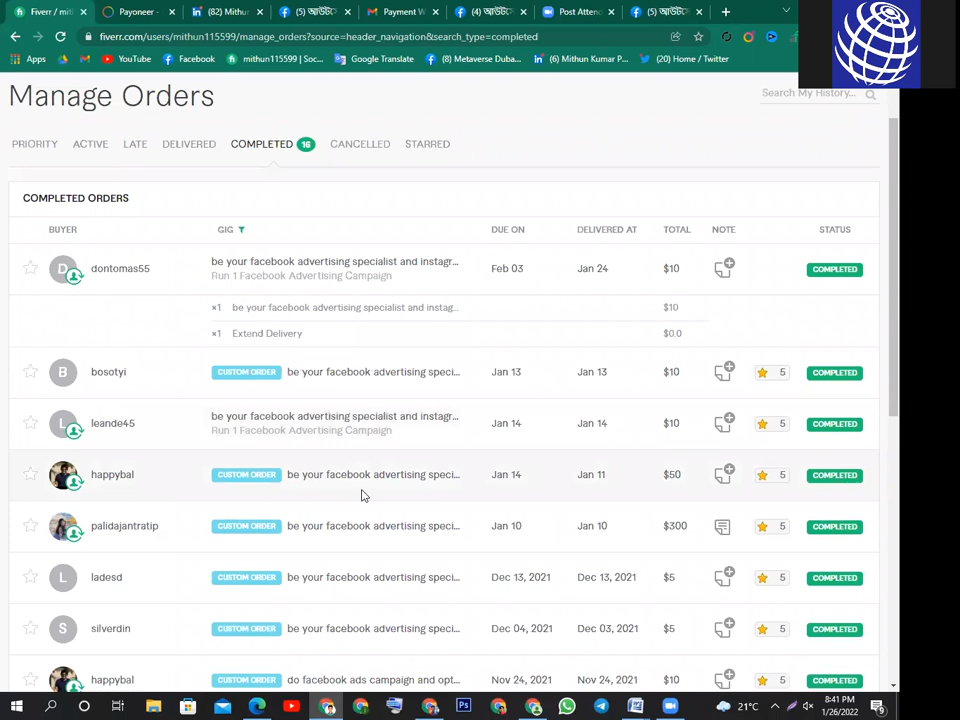 Fiverr / mith
Payoneer -
(82) Mithun
(5) আউটসে
Payment W
(4) আউটসে
Post Attend
(5) আউটসে
fiverr.com/users/mithun115599/manage_orders?source=header_navigation&search_type=completed
Apps YouTube Facebook mithun115599 | Soc... Google Translate (8) Metaverse Duba... (6) Mithun Kumar P... (20) Home / Twitter
Manage Orders
Search My History...
PRIORITY ACTIVE LATE DELIVERED COMPLETED 16 CANCELLED STARRED
COMPLETED ORDERS
BUYER GIG DUE ON DELIVERED AT TOTAL NOTE STATUS
D dontomas55 be your facebook advertising specialist and instagr... Feb 03 Jan 24 $10 COMPLETED
Run 1 Facebook Advertising Campaign
×1 be your facebook advertising specialist and instag... $10
×1 Extend Delivery $0.0
B bosotyi CUSTOM ORDER be your facebook advertising speci... Jan 13 Jan 13 $10 5 COMPLETED
L leande45 be your facebook advertising specialist and instagr... Jan 14 Jan 14 $10 5 COMPLETED
Run 1 Facebook Advertising Campaign
happybal CUSTOM ORDER be your facebook advertising speci... Jan 14 Jan 11 $50 5 COMPLETED
palidajantratip CUSTOM ORDER be your facebook advertising speci... Jan 10 Jan 10 $300 5 COMPLETED
L ladesd CUSTOM ORDER be your facebook advertising speci... Dec 13, 2021 Dec 13, 2021 $5 5 COMPLETED
S silverdin CUSTOM ORDER be your facebook advertising speci... Dec 04, 2021 Dec 03, 2021 $5 5 COMPLETED
happybal CUSTOM ORDER do facebook ads campaign and opt... Nov 24, 2021 Nov 24, 2021 $10 5 COMPLETED
21°C
8:41 PM
1/26/2022